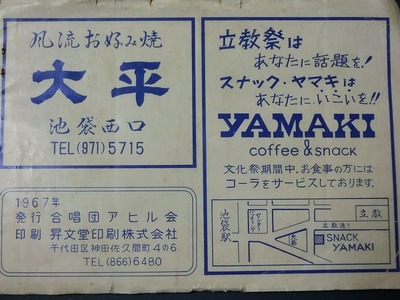 風流お好み焼
大平
池袋西口
TEL(971)5715
1967年
発行 合唱団アヒル会
印刷 昇文堂印刷株式会社
千代田区神田佐久間町4の6
TEL(866)6480
立教祭は
あなたに話題を!
スナック・ヤマキは
あなたに、いこいを!!
YAMAKI
coffee & snack
文化祭期間中、お食事の方には
コーラをサービスしております。
池袋駅
立教
立教通り
SNACK
YAMAKI